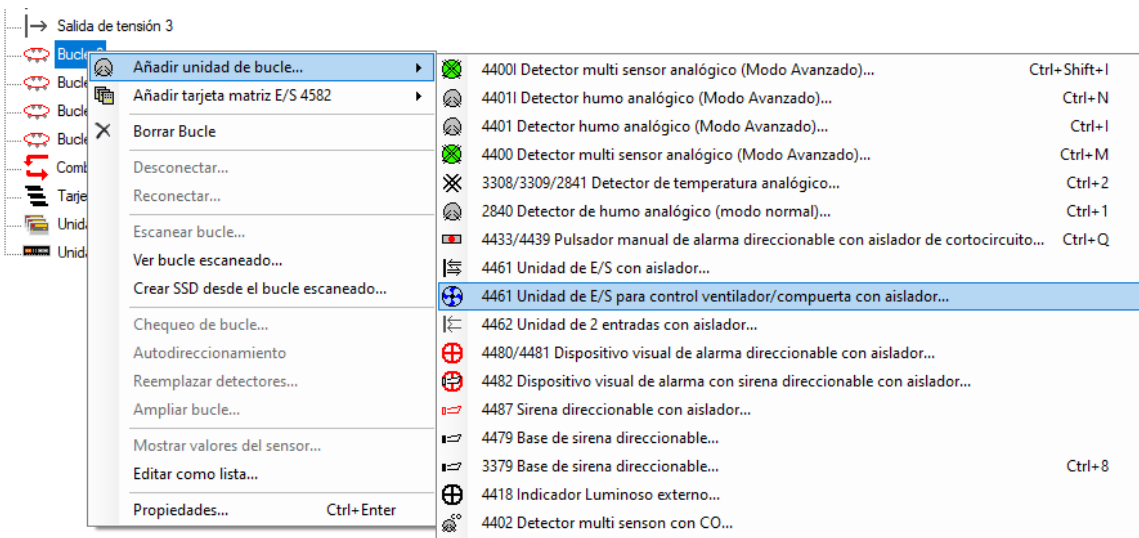 Salida de tensión 3
Bucle
Bucle
Bucle
Bucle
Añadir unidad de bucle...
Añadir tarjeta matriz E/S 4582
Borrar Bucle
Desconectar...
Reconectar...
Escanear bucle...
Ver bucle escaneado...
Crear SSD desde el bucle escaneado...
Chequeo de bucle...
Autodireccionamiento
Reemplazar detectores...
Ampliar bucle...
Mostrar valores del sensor...
Editar como lista...
Propiedades... Ctrl+Enter
4400I Detector multi sensor analógico (Modo Avanzado)... Ctrl+Shift+I
4401I Detector humo analógico (Modo Avanzado)... Ctrl+N
4401 Detector humo analógico (Modo Avanzado)... Ctrl+I
4400 Detector multi sensor analógico (Modo Avanzado)... Ctrl+M
3308/3309/2841 Detector de temperatura analógico... Ctrl+2
2840 Detector de humo analógico (modo normal)... Ctrl+1
4433/4439 Pulsador manual de alarma direccionable con aislador de cortocircuito... Ctrl+Q
4461 Unidad de E/S con aislador...
4461 Unidad de E/S para control ventilador/compuerta con aislador...
4462 Unidad de 2 entradas con aislador...
4480/4481 Dispositivo visual de alarma direccionable con aislador...
4482 Dispositivo visual de alarma con sirena direccionable con aislador...
4487 Sirena direccionable con aislador...
4479 Base de sirena direccionable...
3379 Base de sirena direccionable... Ctrl+8
4418 Indicador Luminoso externo...
4402 Detector multi senson con CO...